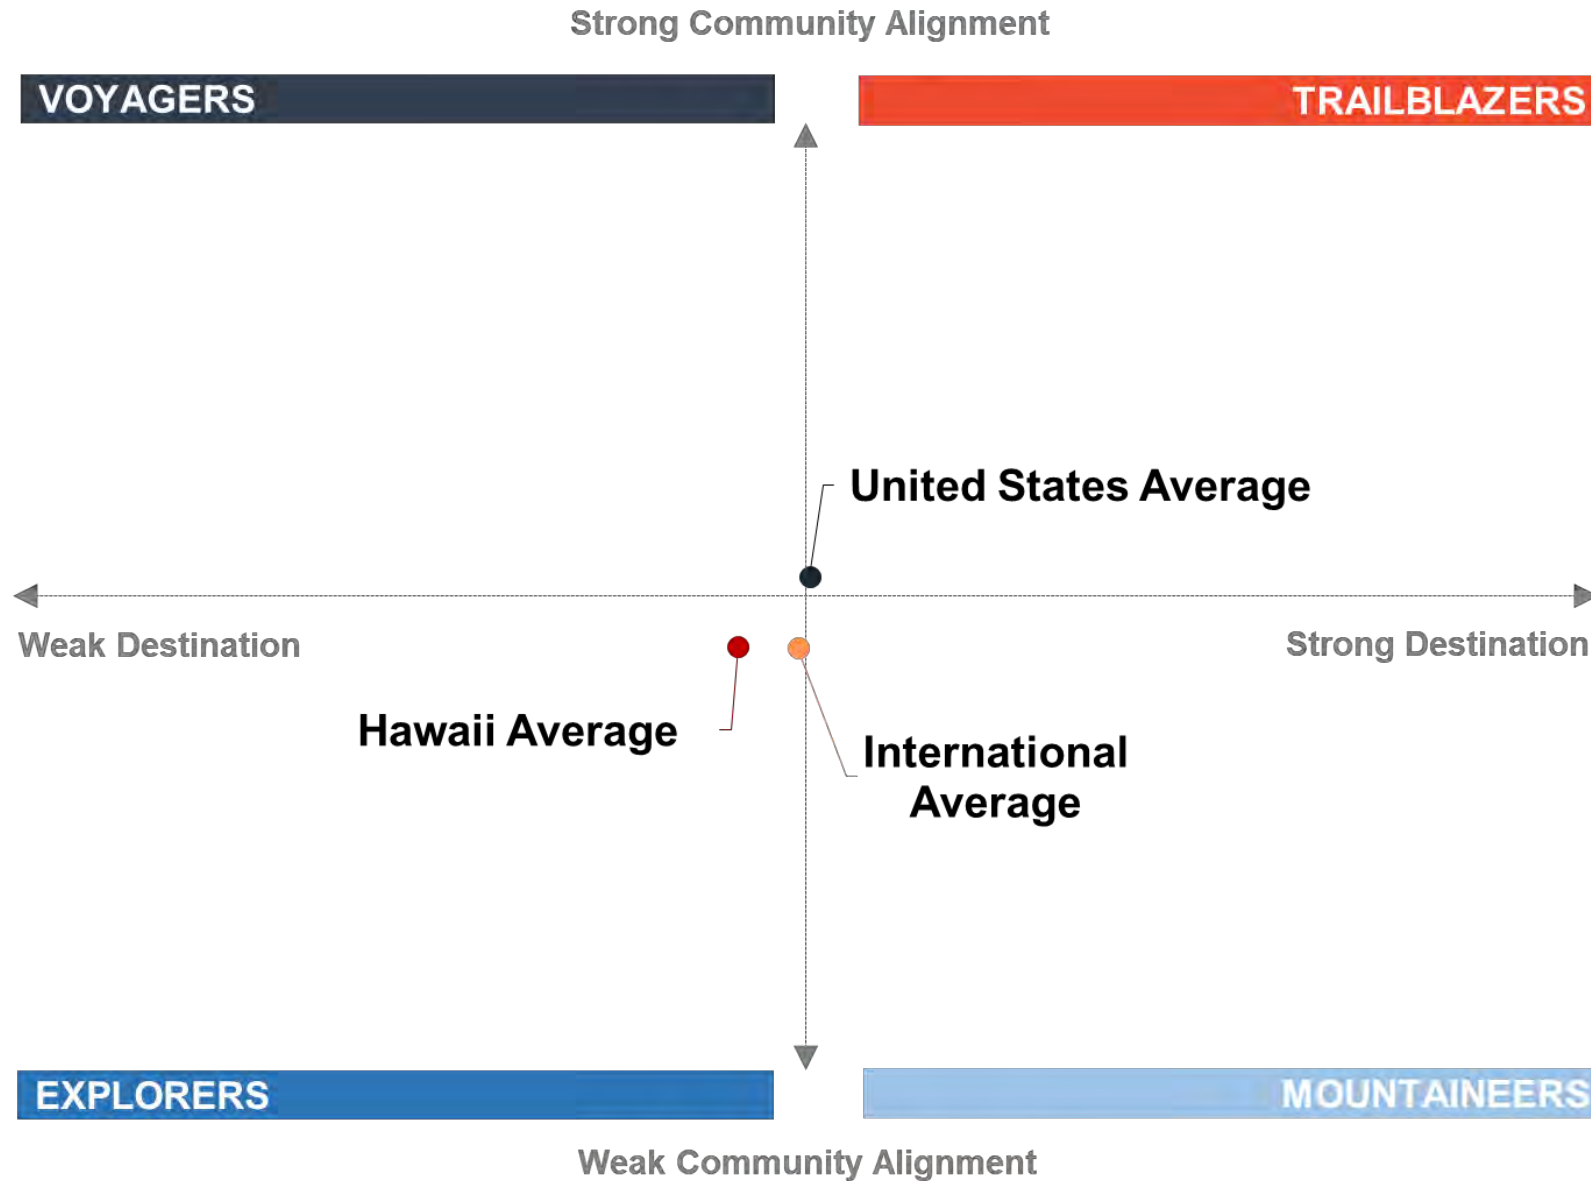 Strong Community Alignment
VOYAGERS
TRAILBLAZERS
United States Average
Weak Destination
Strong Destination
Hawaii Average
International
Average
EXPLORERS
MOUNTAINEERS
Weak Community Alignment